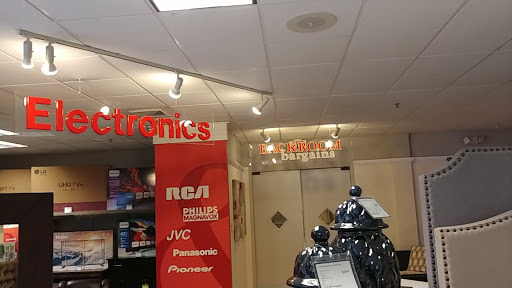 Electronics
BACKROOM
bargains
LG
UHD TV
RCA
PHILIPS
MAGNAVOX
JVC
Panasonic
Pioneer